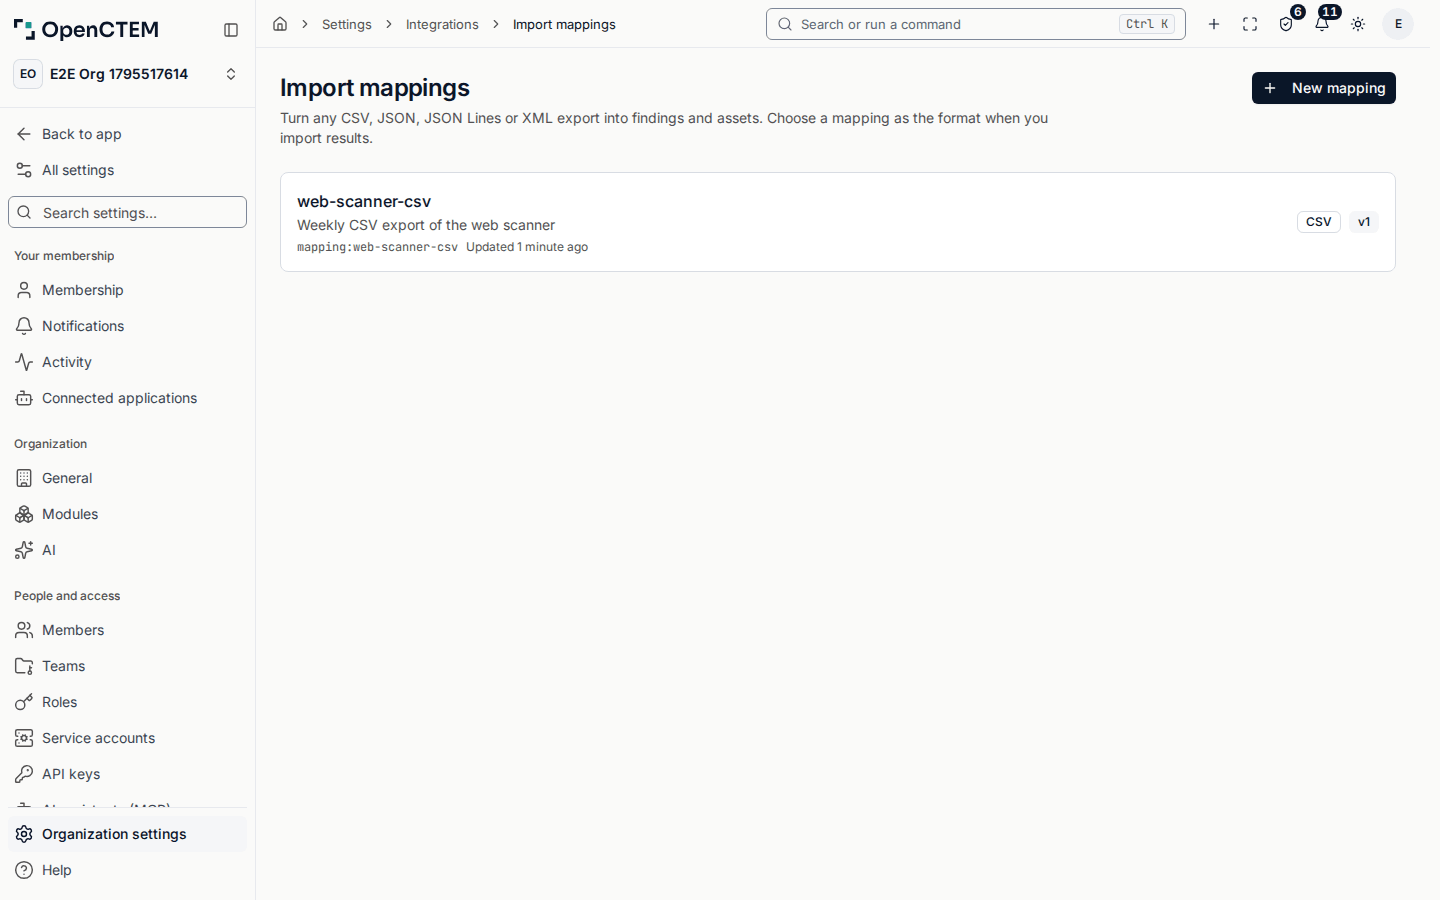 OpenCTEM
Settings
Integrations
Import mappings
Search or run a command
Ctrl K
6
11
E
EO
E2E Org 1795517614
Back to app
All settings
Search settings...
Your membership
Membership
Notifications
Activity
Connected applications
Organization
General
Modules
AI
People and access
Members
Teams
Roles
Service accounts
API keys
Organization settings
Help
Import mappings
New mapping
Turn any CSV, JSON, JSON Lines or XML export into findings and assets. Choose a mapping as the format when you
import results.
web-scanner-csv
Weekly CSV export of the web scanner
mapping:web-scanner-csv Updated 1 minute ago
CSV
v1